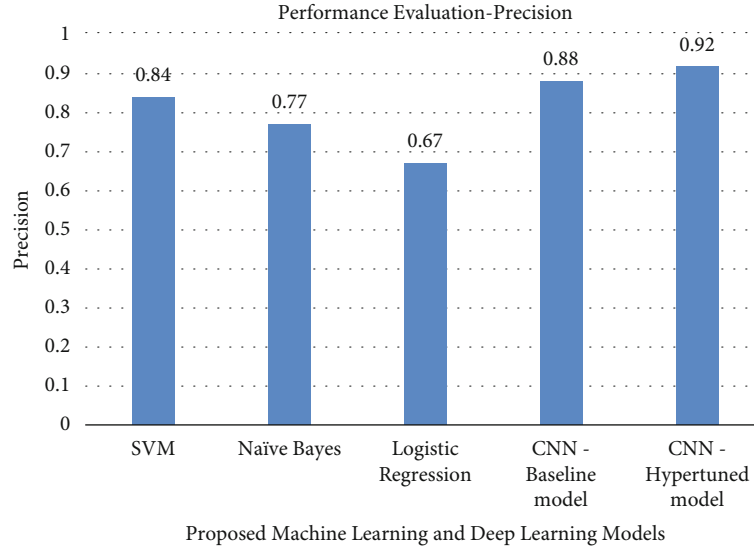 Performance Evaluation-Precision
1
0.9
0.8
0.7
0.6
0.5
0.4
0.3
0.2
0.1
0
Precision
0.84
0.77
0.67
0.88
0.92
SVM
Naïve Bayes
Logistic
Regression
CNN -
Baseline
model
CNN -
Hypertuned
model
Proposed Machine Learning and Deep Learning Models